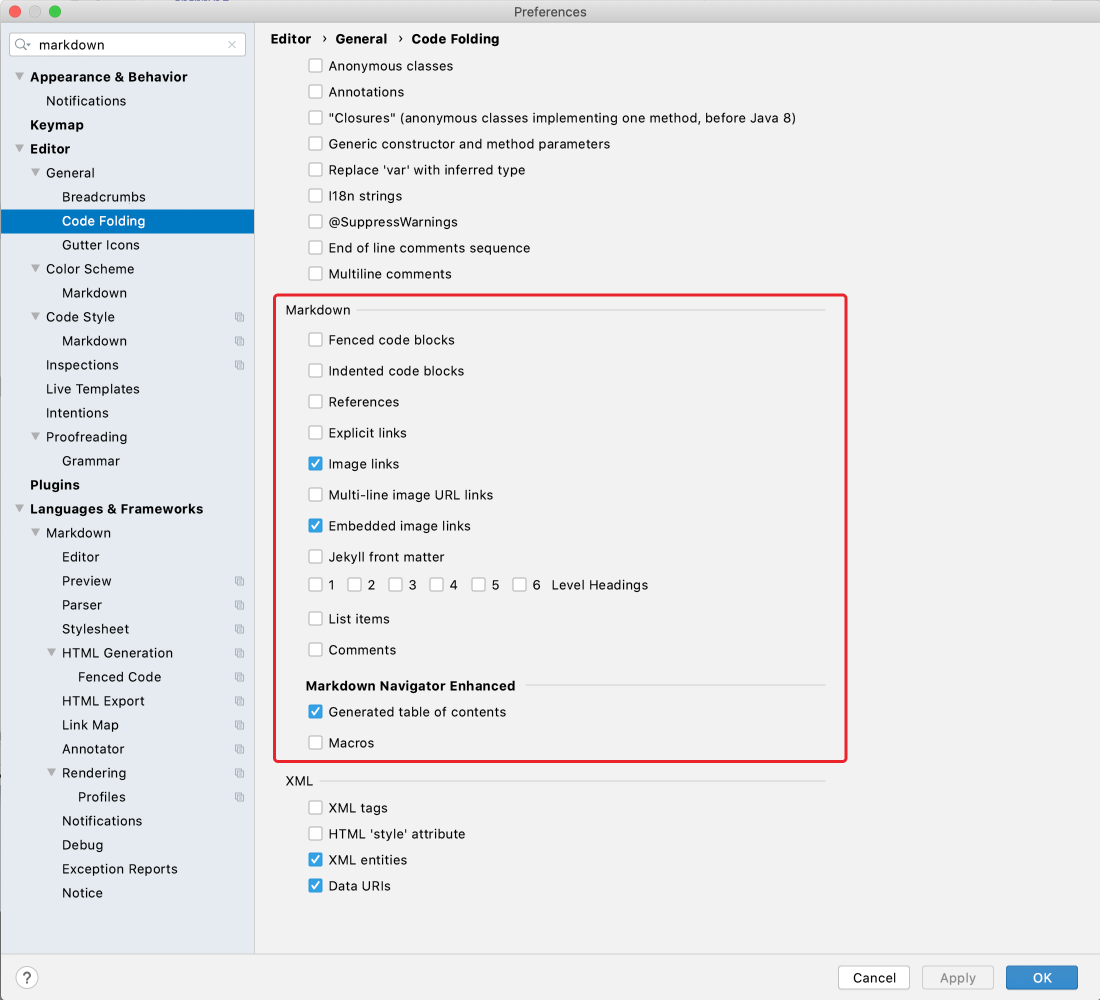 Preferences
markdown
Appearance & Behavior
Notifications
Keymap
Editor
General
Breadcrumbs
Code Folding
Gutter Icons
Color Scheme
Markdown
Code Style
Markdown
Inspections
Live Templates
Intentions
Proofreading
Grammar
Plugins
Languages & Frameworks
Markdown
Editor
Preview
Parser
Stylesheet
HTML Generation
Fenced Code
HTML Export
Link Map
Annotator
Rendering
Profiles
Notifications
Debug
Exception Reports
Notice
Editor › General › Code Folding
Anonymous classes
Annotations
"Closures" (anonymous classes implementing one method, before Java 8)
Generic constructor and method parameters
Replace 'var' with inferred type
I18n strings
@SuppressWarnings
End of line comments sequence
Multiline comments
Markdown
Fenced code blocks
Indented code blocks
References
Explicit links
Image links
Multi-line image URL links
Embedded image links
Jekyll front matter
1 2 3 4 5 6 Level Headings
List items
Comments
Markdown Navigator Enhanced
Generated table of contents
Macros
XML
XML tags
HTML 'style' attribute
XML entities
Data URIs
? Cancel Apply OK